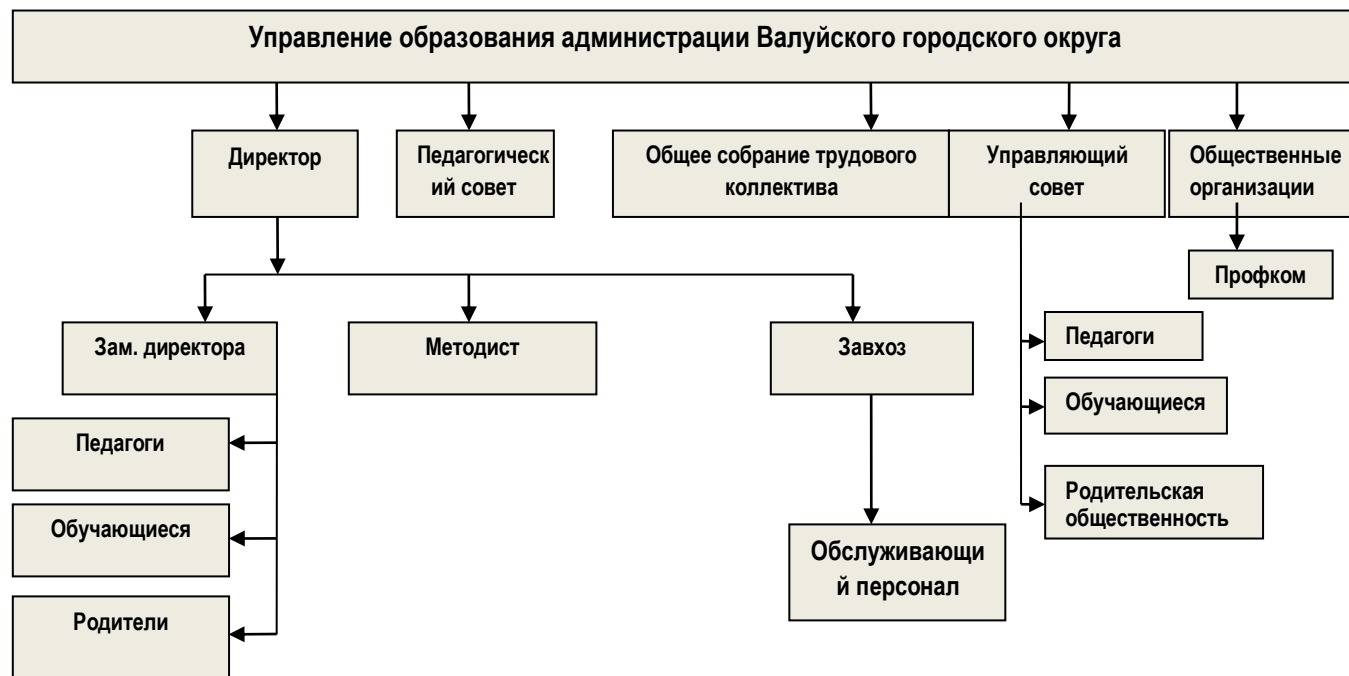 Управление образования администрации Валуйского городского округа
Директор
Педагогическ
ий совет
Общее собрание трудового
коллектива
Управляющий
совет
Общественные
организации
Профком
Зам. директора
Методист
Завхоз
Педагоги
Обучающиеся
Родители
Обслуживающи
й персонал
Педагоги
Обучающиеся
Родительская
общественность